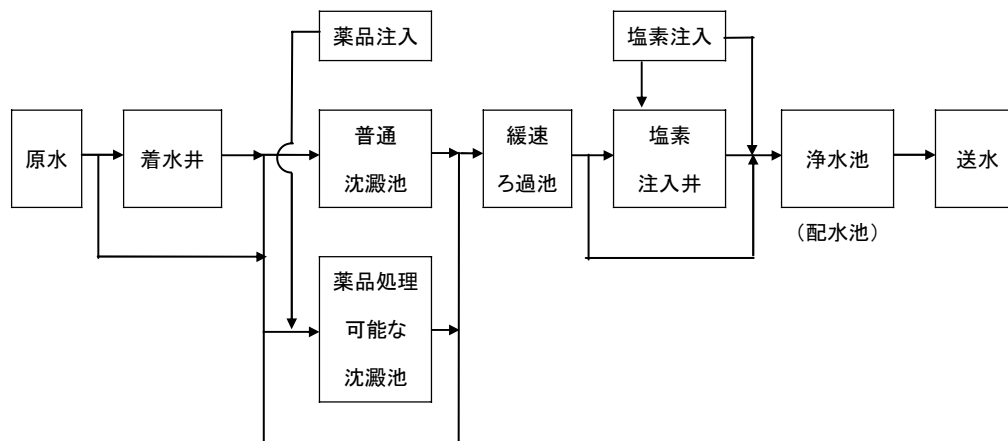 薬品注入
塩素注入
原水
着水井
普通
沈澱池
緩速
ろ過池
塩素
注入井
浄水池
（配水池）
送水
薬品処理
可能な
沈澱池